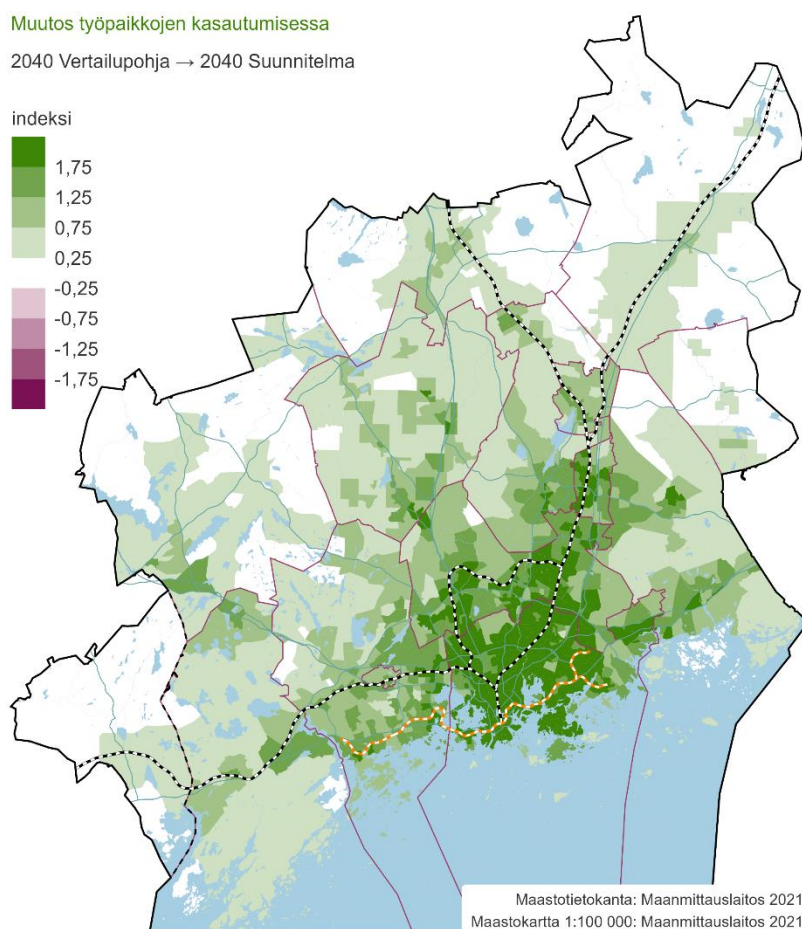 Muutos työpaikkojen kasautumisessa
2040 Vertailupohja → 2040 Suunnitelma
indeksi
1,75
1,25
0,75
0,25
-0,25
-0,75
-1,25
-1,75
Maastotietokanta: Maanmittauslaitos 2021
Maastokartta 1:100 000: Maanmittauslaitos 2021